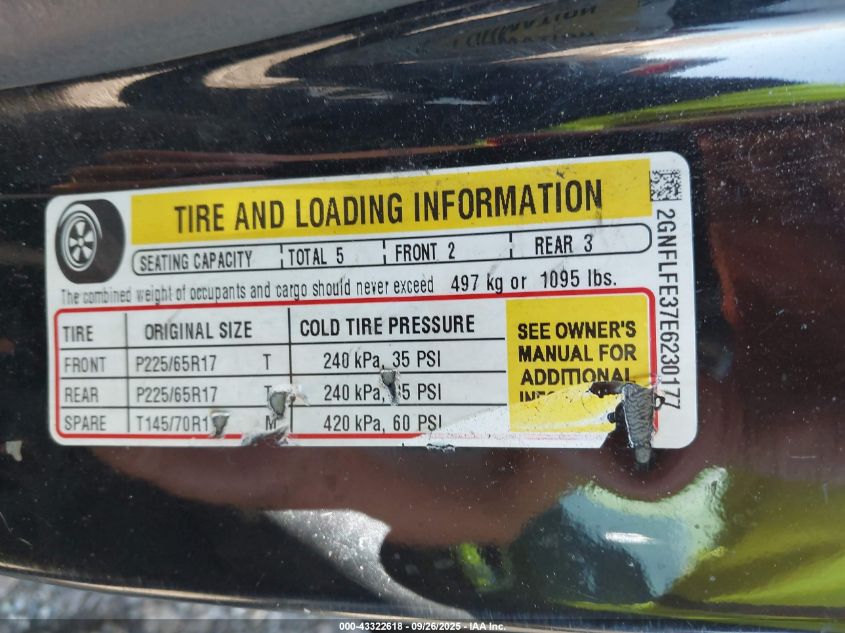 TIRE AND LOADING INFORMATION
SEATING CAPACITY TOTAL 5 FRONT 2 REAR 3
The combined weight of occupants and cargo should never exceed 497 kg or 1095 lbs.
TIRE ORIGINAL SIZE COLD TIRE PRESSURE
FRONT P225/65R17 T 240 kPa, 35 PSI
REAR P225/65R17 240 kPa,
SPARE M 420 kPa, 60 PSI
SEE OWNER'S
MANUAL FOR
ADDITIONAL
2GNFLFE37E6230177
000-43322618 - 09/26/2025 - IAA Inc.